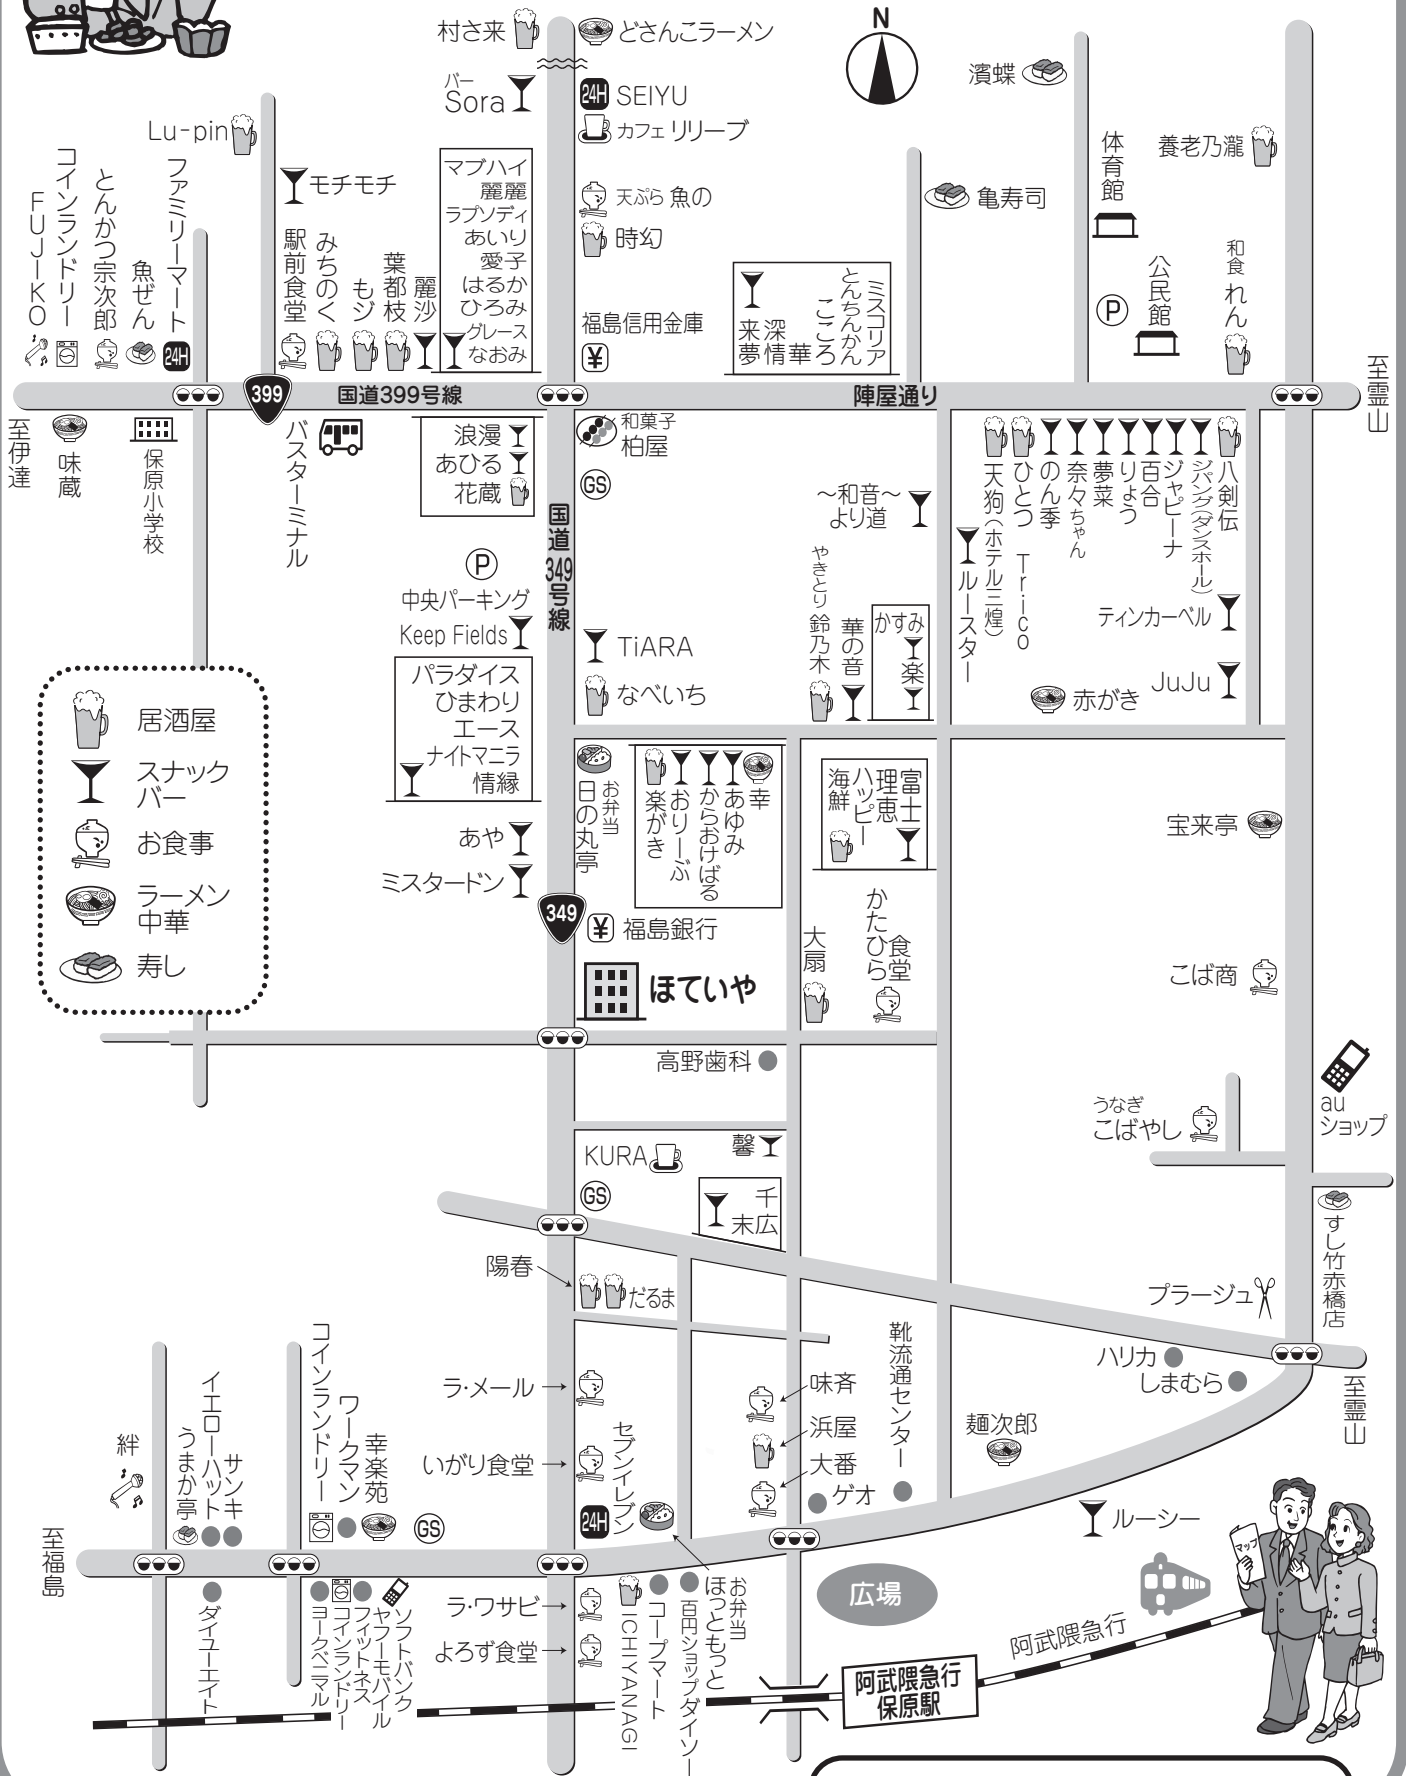 村さ来
どさんこラーメン
N
濱蝶
バー
Sora
24H SEIYU
カフェ リリーブ
Lu-pin
体育館
養老乃瀧
モチモチ
マブハイ
麗麗
ラプソディ
あいり
愛子
はるか
ひろみ
グレース
なおみ
天ぷら 魚の
時幻
亀寿司
FUJ-KO
コインランドリー
とんかつ宗次郎
魚ぜん
ファミリーマート
24H
駅前食堂
みちのく
もジ
葉都枝
麗沙
福島信用金庫
¥
ミスコリア
とんちんかん
こころ
華
深情
来夢
P
公民館
和食 れん
399
国道399号線
陣屋通り
至霊山
至伊達
味蔵
保原小学校
バスターミナル
浪漫
あひる
花蔵
和菓子
柏屋
GS
国道349号線
〜和音〜
より道
天狗(ホテル三煌)
ひとつ Trico
のん季
奈々ちゃん
夢菜
りょう
百合
ジャピーナ
ジパング(ダンスホール)
八剣伝
ルースター
P
中央パーキング
Keep Fields
TiARA
なべいち
やきとり 鈴乃木
華の音
かすみ
楽
ティンカーベル
JuJu
赤がき
居酒屋
スナック
バー
お食事
ラーメン
中華
寿し
パラダイス
ひまわり
エース
ナイトマニラ
情縁
お弁当
日の丸亭
楽がき
おりーぶ
からおけばる
あゆみ
幸
富士
理恵
ハッピー
海鮮
あや
ミスタードン
宝来亭
349
¥ 福島銀行
ほていや
大扇
かたひら
食堂
こば商
高野歯科
au
ショップ
うなぎ
こばやし
KURA
馨
GS
千
末広
すし竹赤橋店
陽春
だるま
プラージュ
靴流通センター
ハリカ
しまむら
至霊山
ラ・メール
味斉
浜屋
大番
ゲオ
麺次郎
いがり食堂
セブンイレブン
24H
絆
うまか亭
イエローハット
サンキ
コインランドリー
ワークマン
幸楽苑
GS
ルーシー
マップ
至福島
ダイユーエイト
ヨークベニマル
コインランドリー
フィットネス
ヤフーモバイル
ソフトバンク
ラ・ワサビ
よろず食堂
ICHIYANAGI
コープマート
百円ショップダイソー
お弁当
ほっともっと
広場
阿武隈急行
阿武隈急行
保原駅